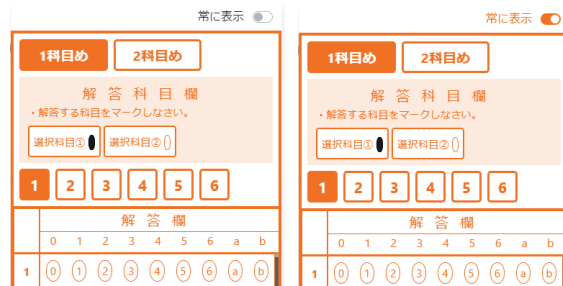 常に表示
1科目め 2科目め
解答科目欄
・解答する科目をマークしなさい。
選択科目① 選択科目②
1 2 3 4 5 6
解答欄
0 1 2 3 4 5 6 a b
1 0 1 2 3 4 5 6 a b
常に表示
1科目め 2科目め
解答科目欄
・解答する科目をマークしなさい。
選択科目① 選択科目②
1 2 3 4 5 6
解答欄
0 1 2 3 4 5 6 a b
1 0 1 2 3 4 5 6 a b